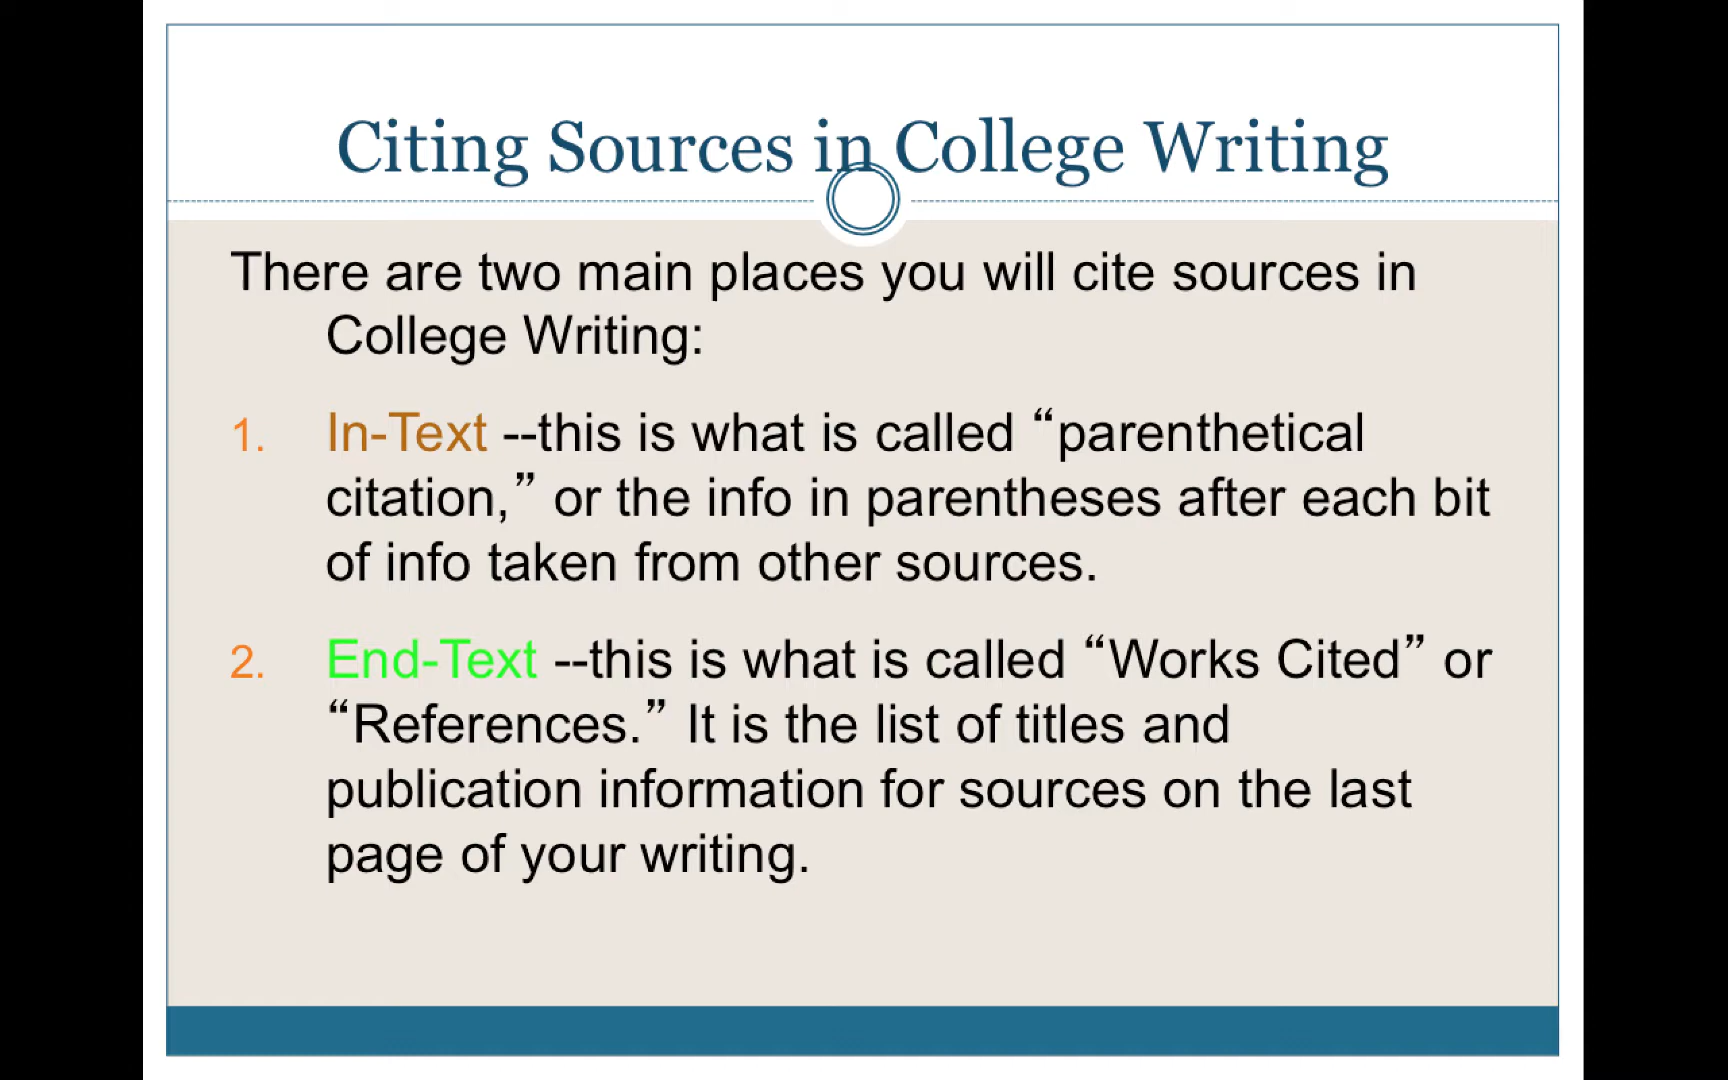 Citing Sources in College Writing
There are two main places you will cite sources in
College Writing:
1. In-Text --this is what is called “parenthetical
citation,” or the info in parentheses after each bit
of info taken from other sources.
2. End-Text --this is what is called “Works Cited” or
“References.” It is the list of titles and
publication information for sources on the last
page of your writing.